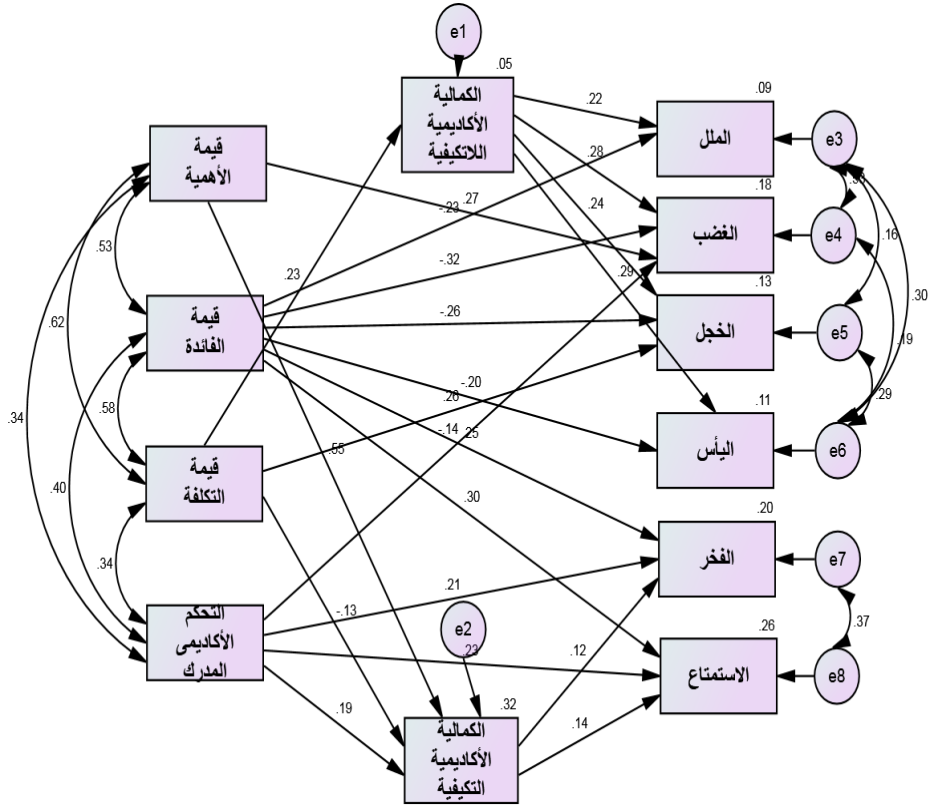 e1
.05
الكمالية
الأكاديمية
اللاتكيفية
.09
.22
الملل
e3
قيمة
الأهمية
.28
.18
.27
-.23
.24
الغضب
e4
.16
.53
-.32
.23
.29
.13
.30
قيمة
الفائدة
-.26
الخجل
e5
.62
.19
-.20
.29
.26
.11
.58
.34
-.14
.25
.55
اليأس
e6
قيمة
التكلفة
.40
.30
.20
.34
الفخر
e7
.21
-.13
التحكم
الأكاديمى
المدرك
e2
.23
.12
.26
.37
الاستمتاع
e8
.19
.32
.14
الكمالية
الأكاديمية
التكيفية